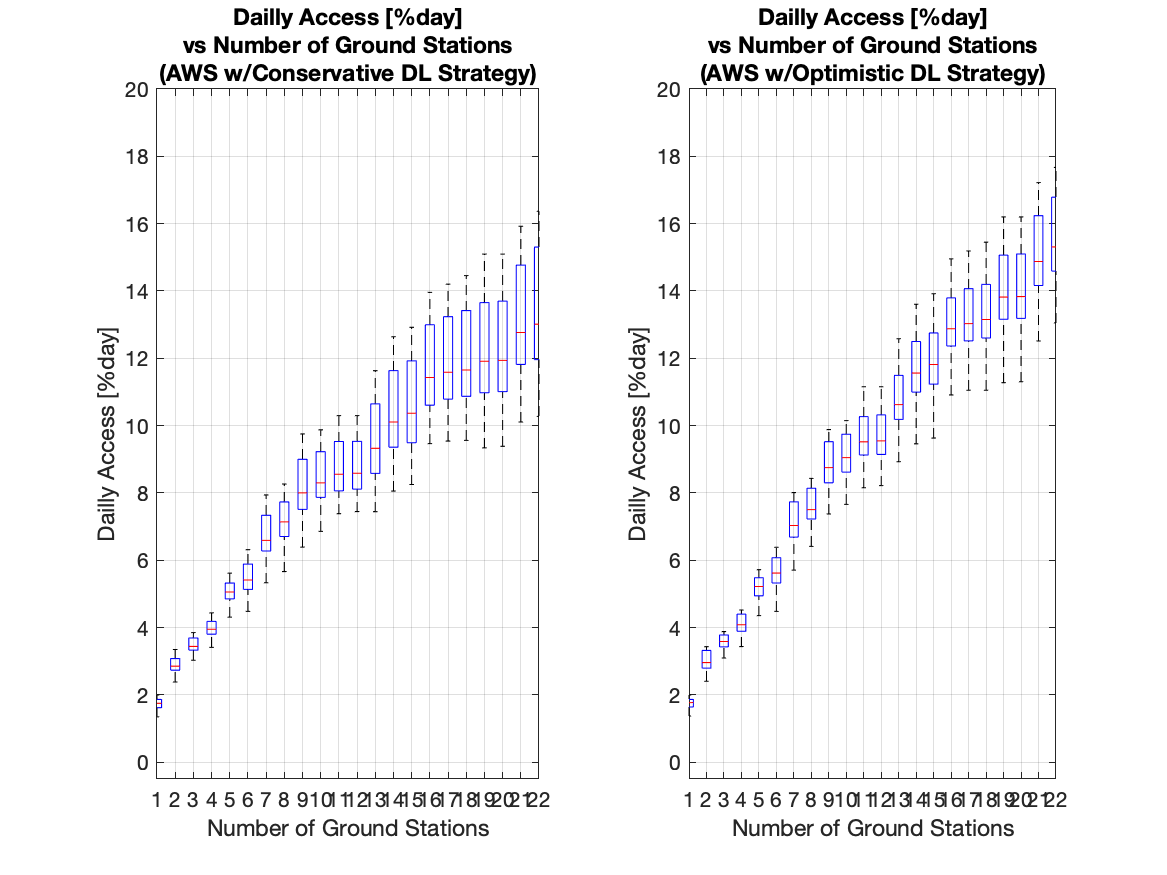 Dailly Access [%day]
vs Number of Ground Stations
(AWS w/Conservative DL Strategy)
20
18
16
14
12
10
8
6
4
2
0
Dailly Access [%day]
1 2 3 4 5 6 7 8 9 10 11 12 13 14 15 16 17 18 19 20 21 22
Number of Ground Stations
Dailly Access [%day]
vs Number of Ground Stations
(AWS w/Optimistic DL Strategy)
20
18
16
14
12
10
8
6
4
2
0
Dailly Access [%day]
1 2 3 4 5 6 7 8 9 10 11 12 13 14 15 16 17 18 19 20 21 22
Number of Ground Stations